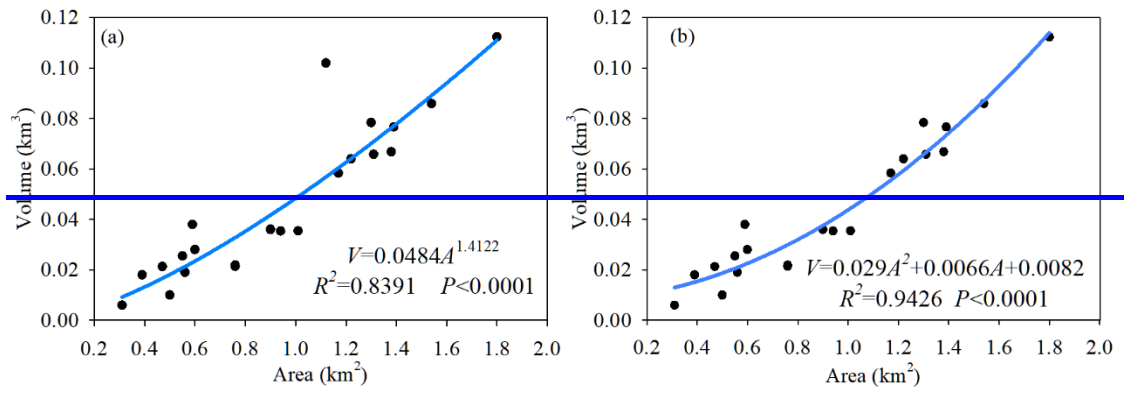 0.12
0.10
0.08
0.06
0.04
0.02
0.00
Volume (km³)
(a)
V=0.0484A^1.4122
R²=0.8391 P<0.0001
0.2 0.4 0.6 0.8 1.0 1.2 1.4 1.6 1.8 2.0
Area (km²)
0.12
0.10
0.08
0.06
0.04
0.02
0.00
Volume (km³)
(b)
V=0.029A²+0.0066A+0.0082
R²=0.9426 P<0.0001
0.2 0.4 0.6 0.8 1.0 1.2 1.4 1.6 1.8 2.0
Area (km²)